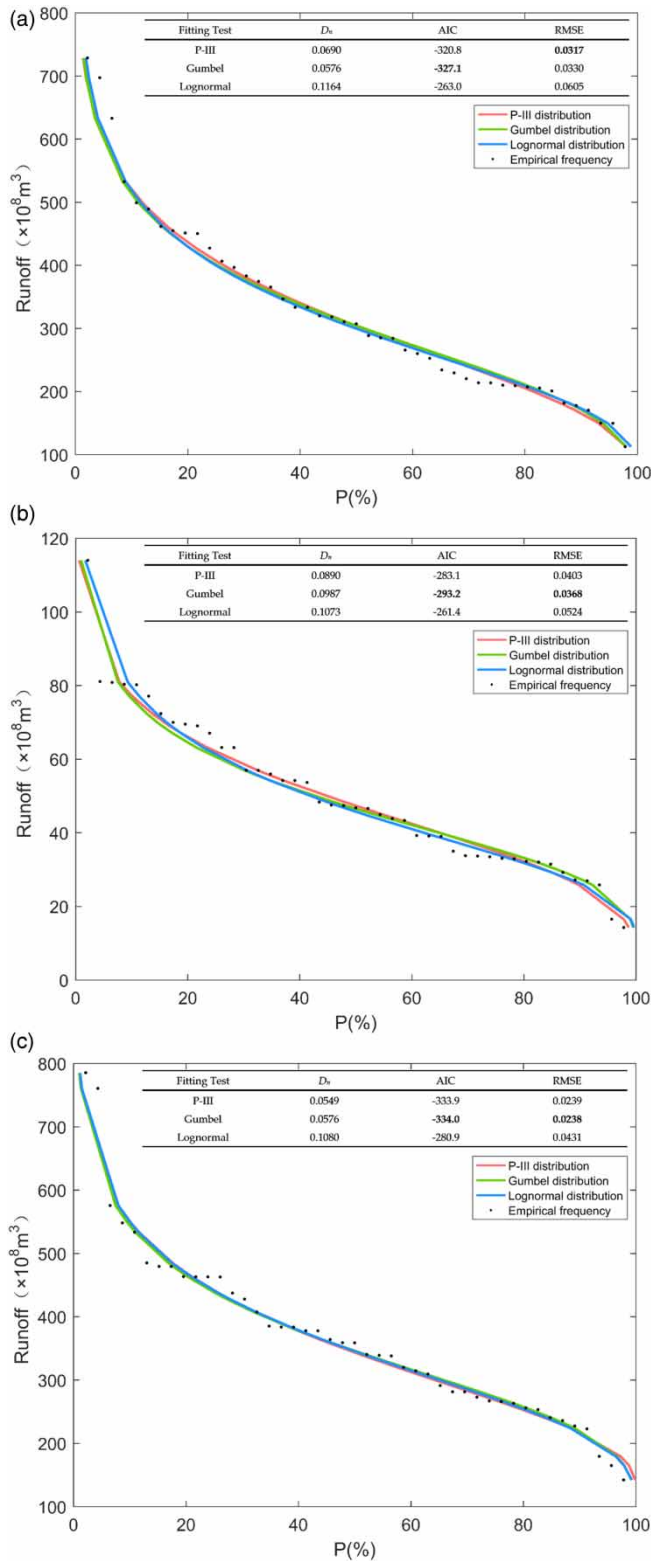 (a)
800
700
600
500
400
300
200
100
Runoff（×10⁸m³）
Fitting Test Dₙ AIC RMSE
P-III 0.0690 -320.8 0.0317
Gumbel 0.0576 -327.1 0.0330
Lognormal 0.1164 -263.0 0.0605
P-III distribution
Gumbel distribution
Lognormal distribution
Empirical frequency
0 20 40 60 80 100
P(%)
(b)
120
100
80
60
40
20
0
Runoff（×10⁸m³）
Fitting Test Dₙ AIC RMSE
P-III 0.0890 -283.1 0.0403
Gumbel 0.0987 -293.2 0.0368
Lognormal 0.1073 -261.4 0.0524
P-III distribution
Gumbel distribution
Lognormal distribution
Empirical frequency
0 20 40 60 80 100
P(%)
(c)
800
700
600
500
400
300
200
100
Runoff（×10⁸m³）
Fitting Test Dₙ AIC RMSE
P-III 0.0549 -333.9 0.0239
Gumbel 0.0576 -334.0 0.0238
Lognormal 0.1080 -280.9 0.0431
P-III distribution
Gumbel distribution
Lognormal distribution
Empirical frequency
0 20 40 60 80 100
P(%)